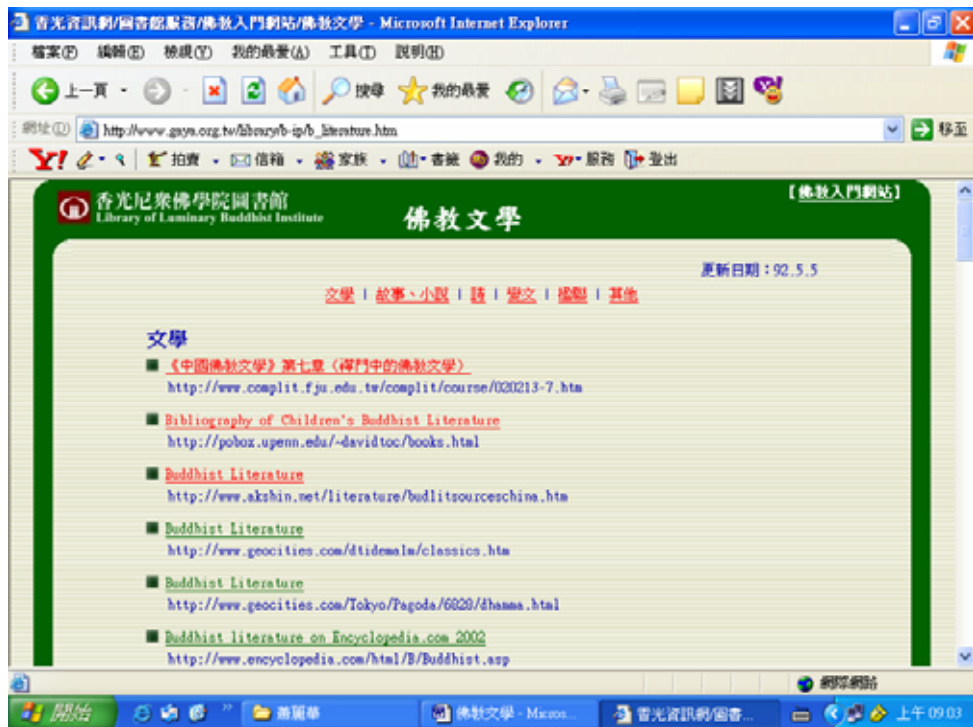 香光資訊網/圖書館服務/佛教入門網站/佛教文學 - Microsoft Internet Explorer
檔案(F) 編輯(E) 檢視(V) 我的最愛(A) 工具(T) 說明(H)
上一頁 搜尋 我的最愛
網址(D) http://www.gaya.org.tw/library/b-ip/b_literature.htm 移至
Y! 拍賣 信箱 家族 書籤 我的 服務 登出
香光尼眾佛學院圖書館
Library of Luminary Buddhist Institute
佛教文學
【佛教入門網站】
更新日期：92.5.5
文學 | 故事、小說 | 詩 | 變文 | 楹聯 | 其他
文學
《中國佛教文學》第七章（禪門中的佛教文學）
http://www.complit.fju.edu.tw/complit/course/020213-7.htm
Bibliography of Children's Buddhist Literature
http://pobox.upenn.edu/~davidtoc/books.html
Buddhist Literature
http://www.akshin.net/literature/budlitsourceschina.htm
Buddhist Literature
http://www.geocities.com/dtidemalm/classics.htm
Buddhist Literature
http://www.geocities.com/Tokyo/Pagoda/6028/dhamma.html
Buddhist literature on Encyclopedia.com 2002
http://www.encyclopedia.com/html/B/Buddhist.asp
網際網路
開始 蕭麗華 佛教文學 - Micros... 香光資訊網/圖書... 上午 09:03